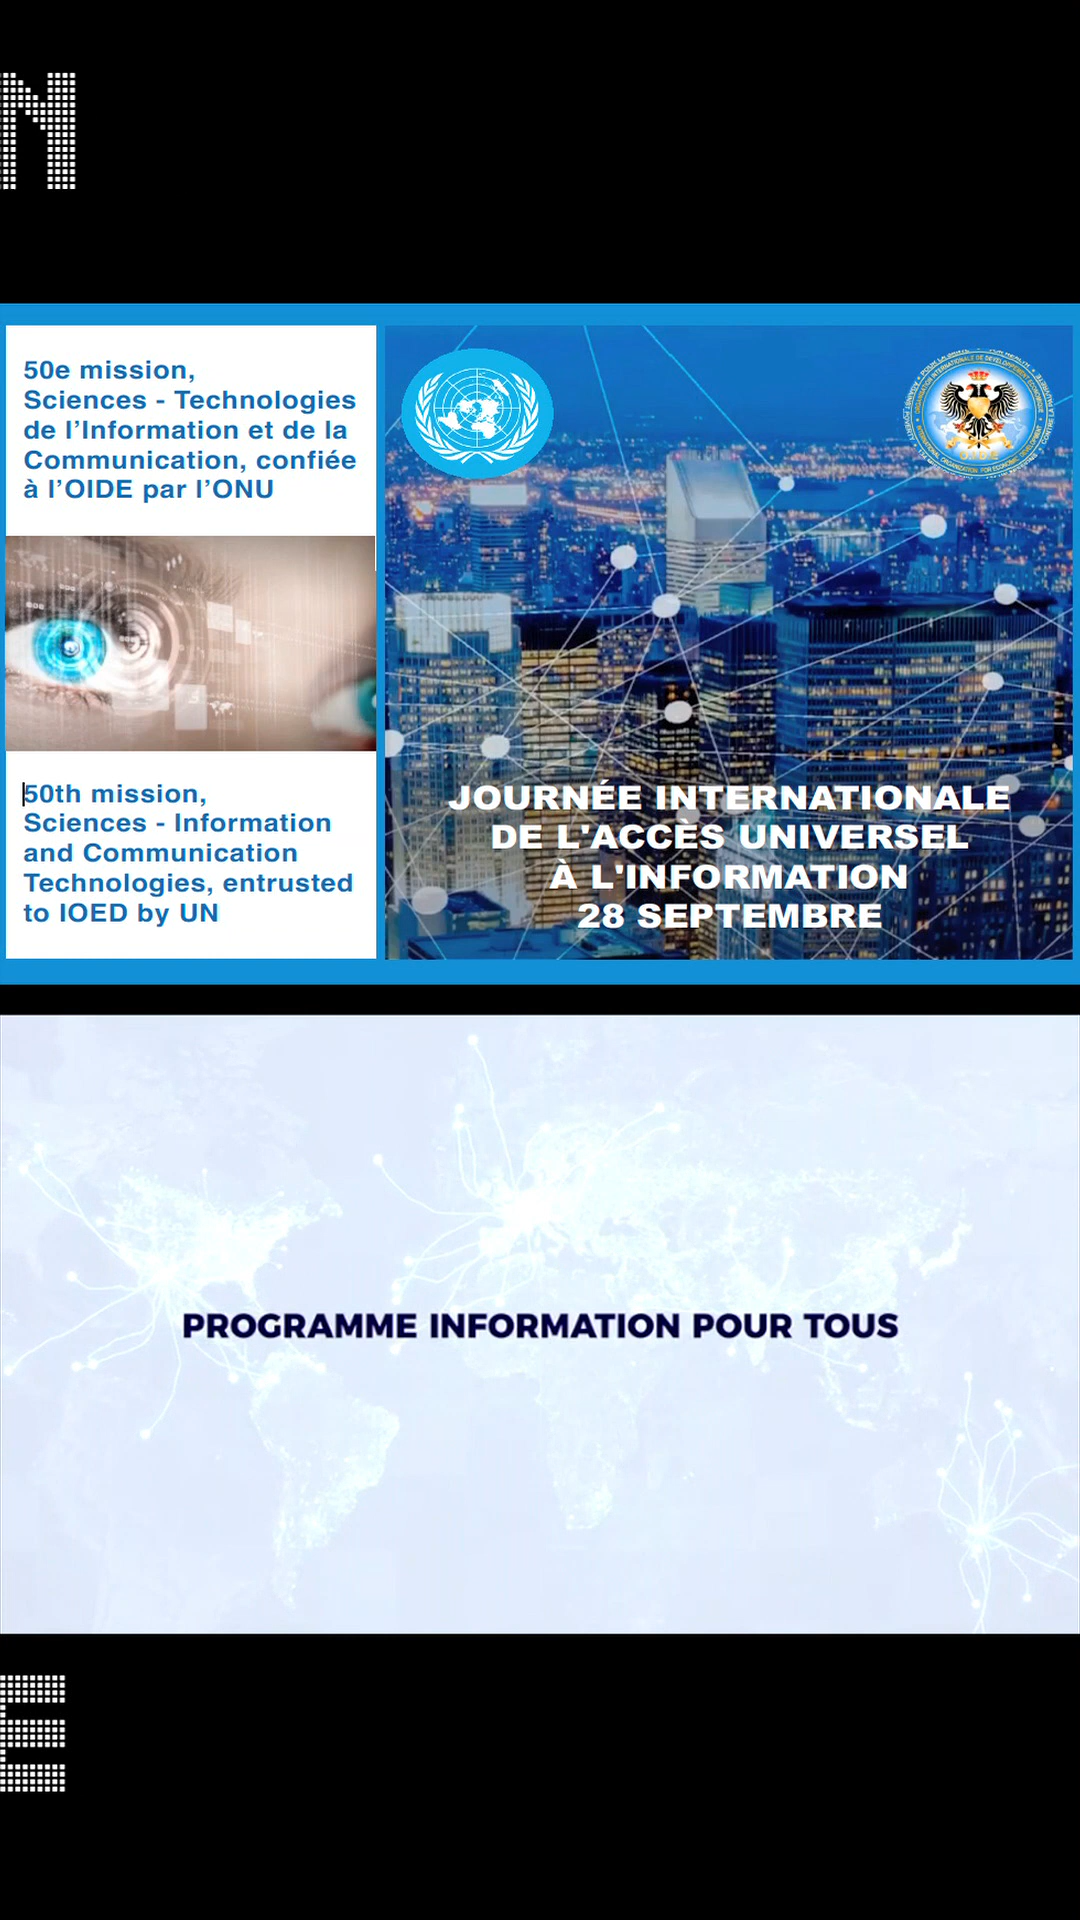 N
50e mission,
Sciences - Technologies
de l’Information et de la
Communication, confiée
à l’OIDE par l’ONU
50th mission,
Sciences - Information
and Communication
Technologies, entrusted
to IOED by UN
JOURNÉE INTERNATIONALE
DE L'ACCÈS UNIVERSEL
À L'INFORMATION
28 SEPTEMBRE
PROGRAMME INFORMATION POUR TOUS
E